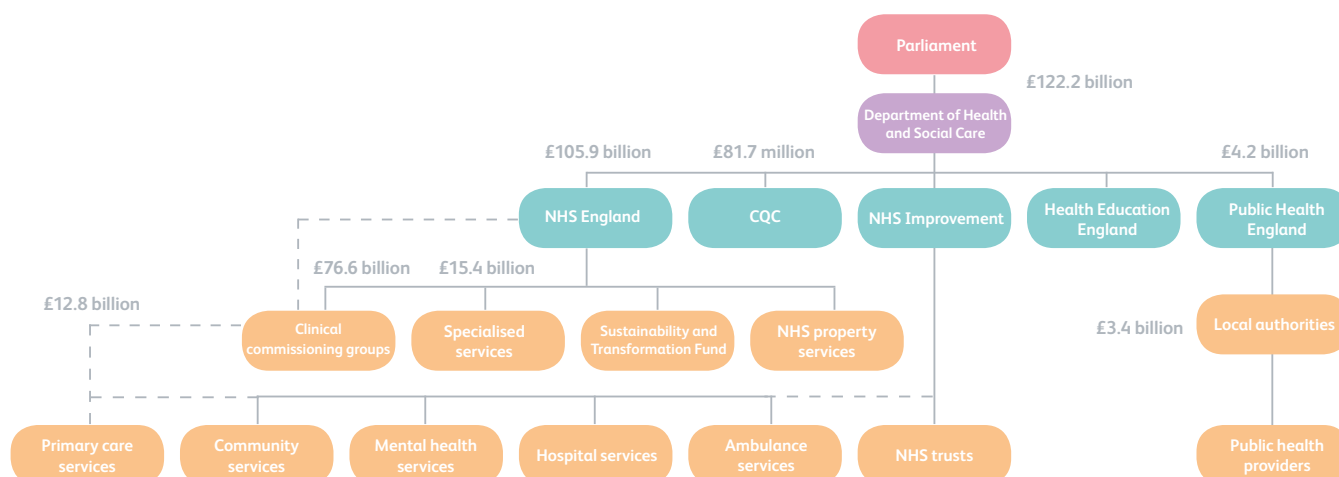 Parliament
£122.2 billion
Department of Health
and Social Care
£105.9 billion
£81.7 million
£4.2 billion
NHS England
CQC
NHS Improvement
Health Education
England
Public Health
England
£76.6 billion
£15.4 billion
£12.8 billion
Clinical
commissioning groups
Specialised
services
Sustainability and
Transformation Fund
NHS property
services
£3.4 billion
Local authorities
Primary care
services
Community
services
Mental health
services
Hospital services
Ambulance
services
NHS trusts
Public health
providers